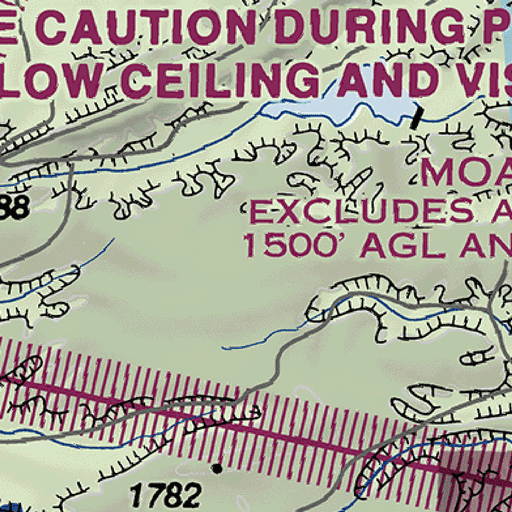 E CAUTION DURING P
LOW CEILING AND VIS
MOA
88
EXCLUDES A
1500' AGL AN
1782